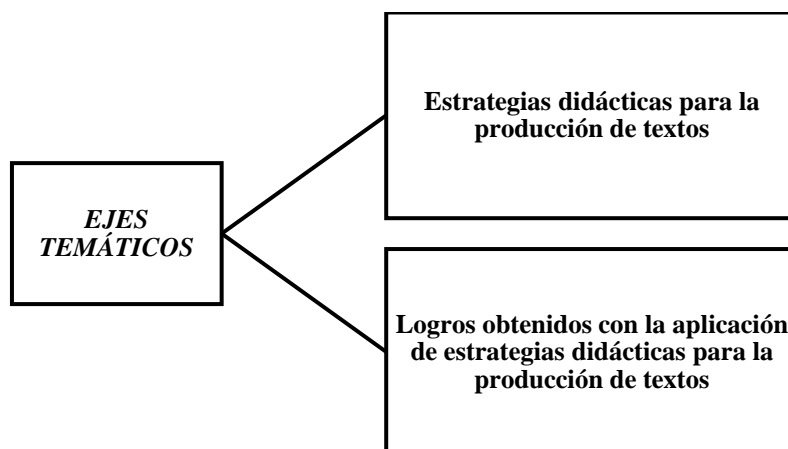 EJES
TEMÁTICOS
Estrategias didácticas para la
producción de textos
Logros obtenidos con la aplicación
de estrategias didácticas para la
producción de textos